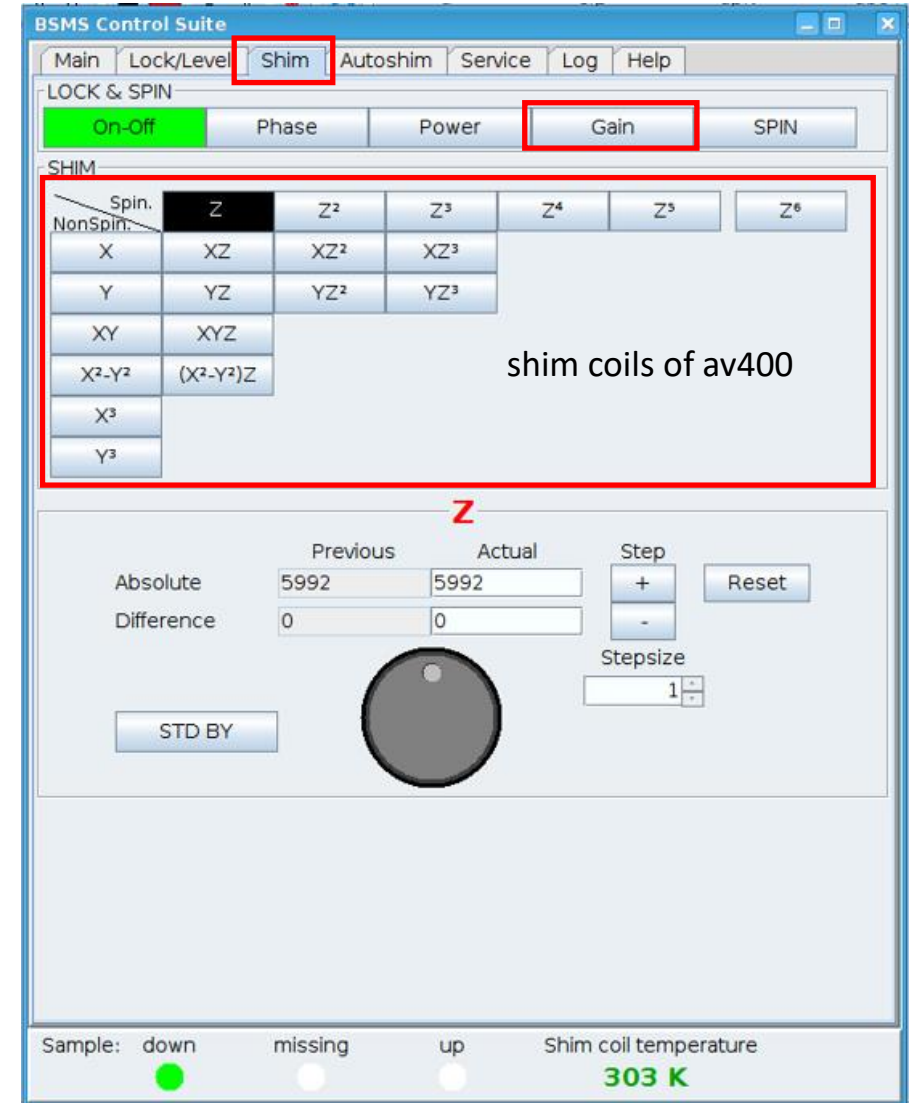 BSMS Control Suite
Main Lock/Level Shim Autoshim Service Log Help
LOCK & SPIN
On-Off Phase Power Gain SPIN
SHIM
Spin.
NonSpin.
Z Z² Z³ Z⁴ Z⁵ Z⁶
X XZ XZ² XZ³
Y YZ YZ² YZ³
XY XYZ
X²-Y² (X²-Y²)Z
shim coils of av400
X³
Y³
Z
Previous Actual Step
Absolute 5992 5992 + Reset
Difference 0 0 -
Stepsize
1
STD BY
Sample: down missing up Shim coil temperature
303 K